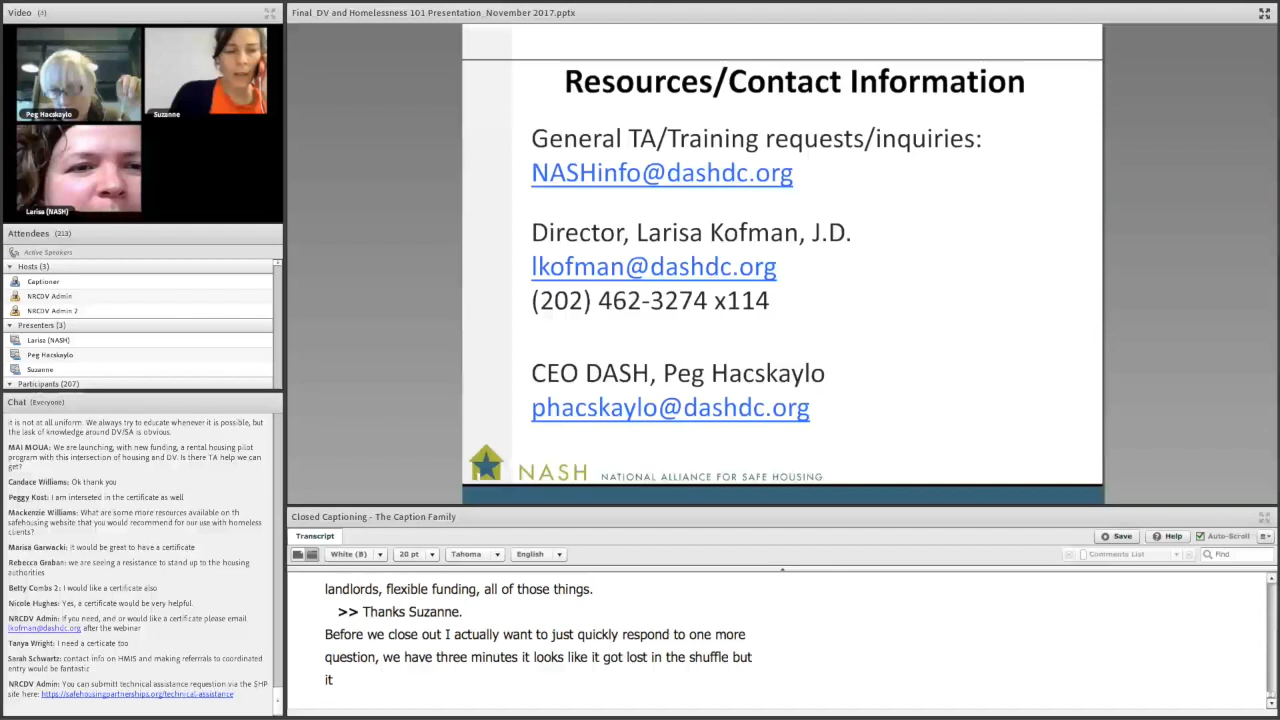 Video (3)
Final_DV and Homelessness 101 Presentation_November 2017.pptx
Peg Hacskaylo
Suzanne
Larisa (NASH)
Attendees (213)
Active Speakers
Hosts (3)
Captioner
NRCDV Admin
NRCDV Admin 2
Presenters (3)
Larisa (NASH)
Peg Hacskaylo
Suzanne
Participants (207)
Chat (Everyone)
it is not at all uniform. We always try to educate whenever it is possible, but
the lack of knowledge around DV/SA is obvious.
MAI MOUA: We are launching, with new funding, a rental housing pilot
program with this intersection of housing and DV. Is there TA help we can
get?
Candace Williams: Ok thank you
Peggy Kost: I am interseted in the certificate as well
Mackenzie Williams: What are some more resources available on th
safehousing website that you would recommend for our use with homeless
clients?
Marisa Garwacki: it would be great to have a certificate
Rebecca Graban: we are seeing a resistance to stand up to the housing
authorities
Betty Combs 2: I would like a certificate also
Nicole Hughes: Yes, a certificate would be very helpful.
NRCDV Admin: If you need, and/or would like a certificate please email
lkofman@dashdc.org after the webinar
Tanya Wright: I need a certicate too
Sarah Schwartz: contact info on HMIS and making referrals to coordinated
entry would be fantastic
NRCDV Admin: You can submitt technical assistance requestion via the SHP
site here: https://safehousingpartnerships.org/technical-assistance
Resources/Contact Information
General TA/Training requests/inquiries:
NASHinfo@dashdc.org
Director, Larisa Kofman, J.D.
lkofman@dashdc.org
(202) 462-3274 x114
CEO DASH, Peg Hacskaylo
phacskaylo@dashdc.org
NASH NATIONAL ALLIANCE FOR SAFE HOUSING
Closed Captioning - The Caption Family
Transcript
Save
Help
Auto-Scroll
White (B)
20 pt
Tahoma
English
Comments List
Find
landlords, flexible funding, all of those things.
>> Thanks Suzanne.
Before we close out I actually want to just quickly respond to one more
question, we have three minutes it looks like it got lost in the shuffle but
it